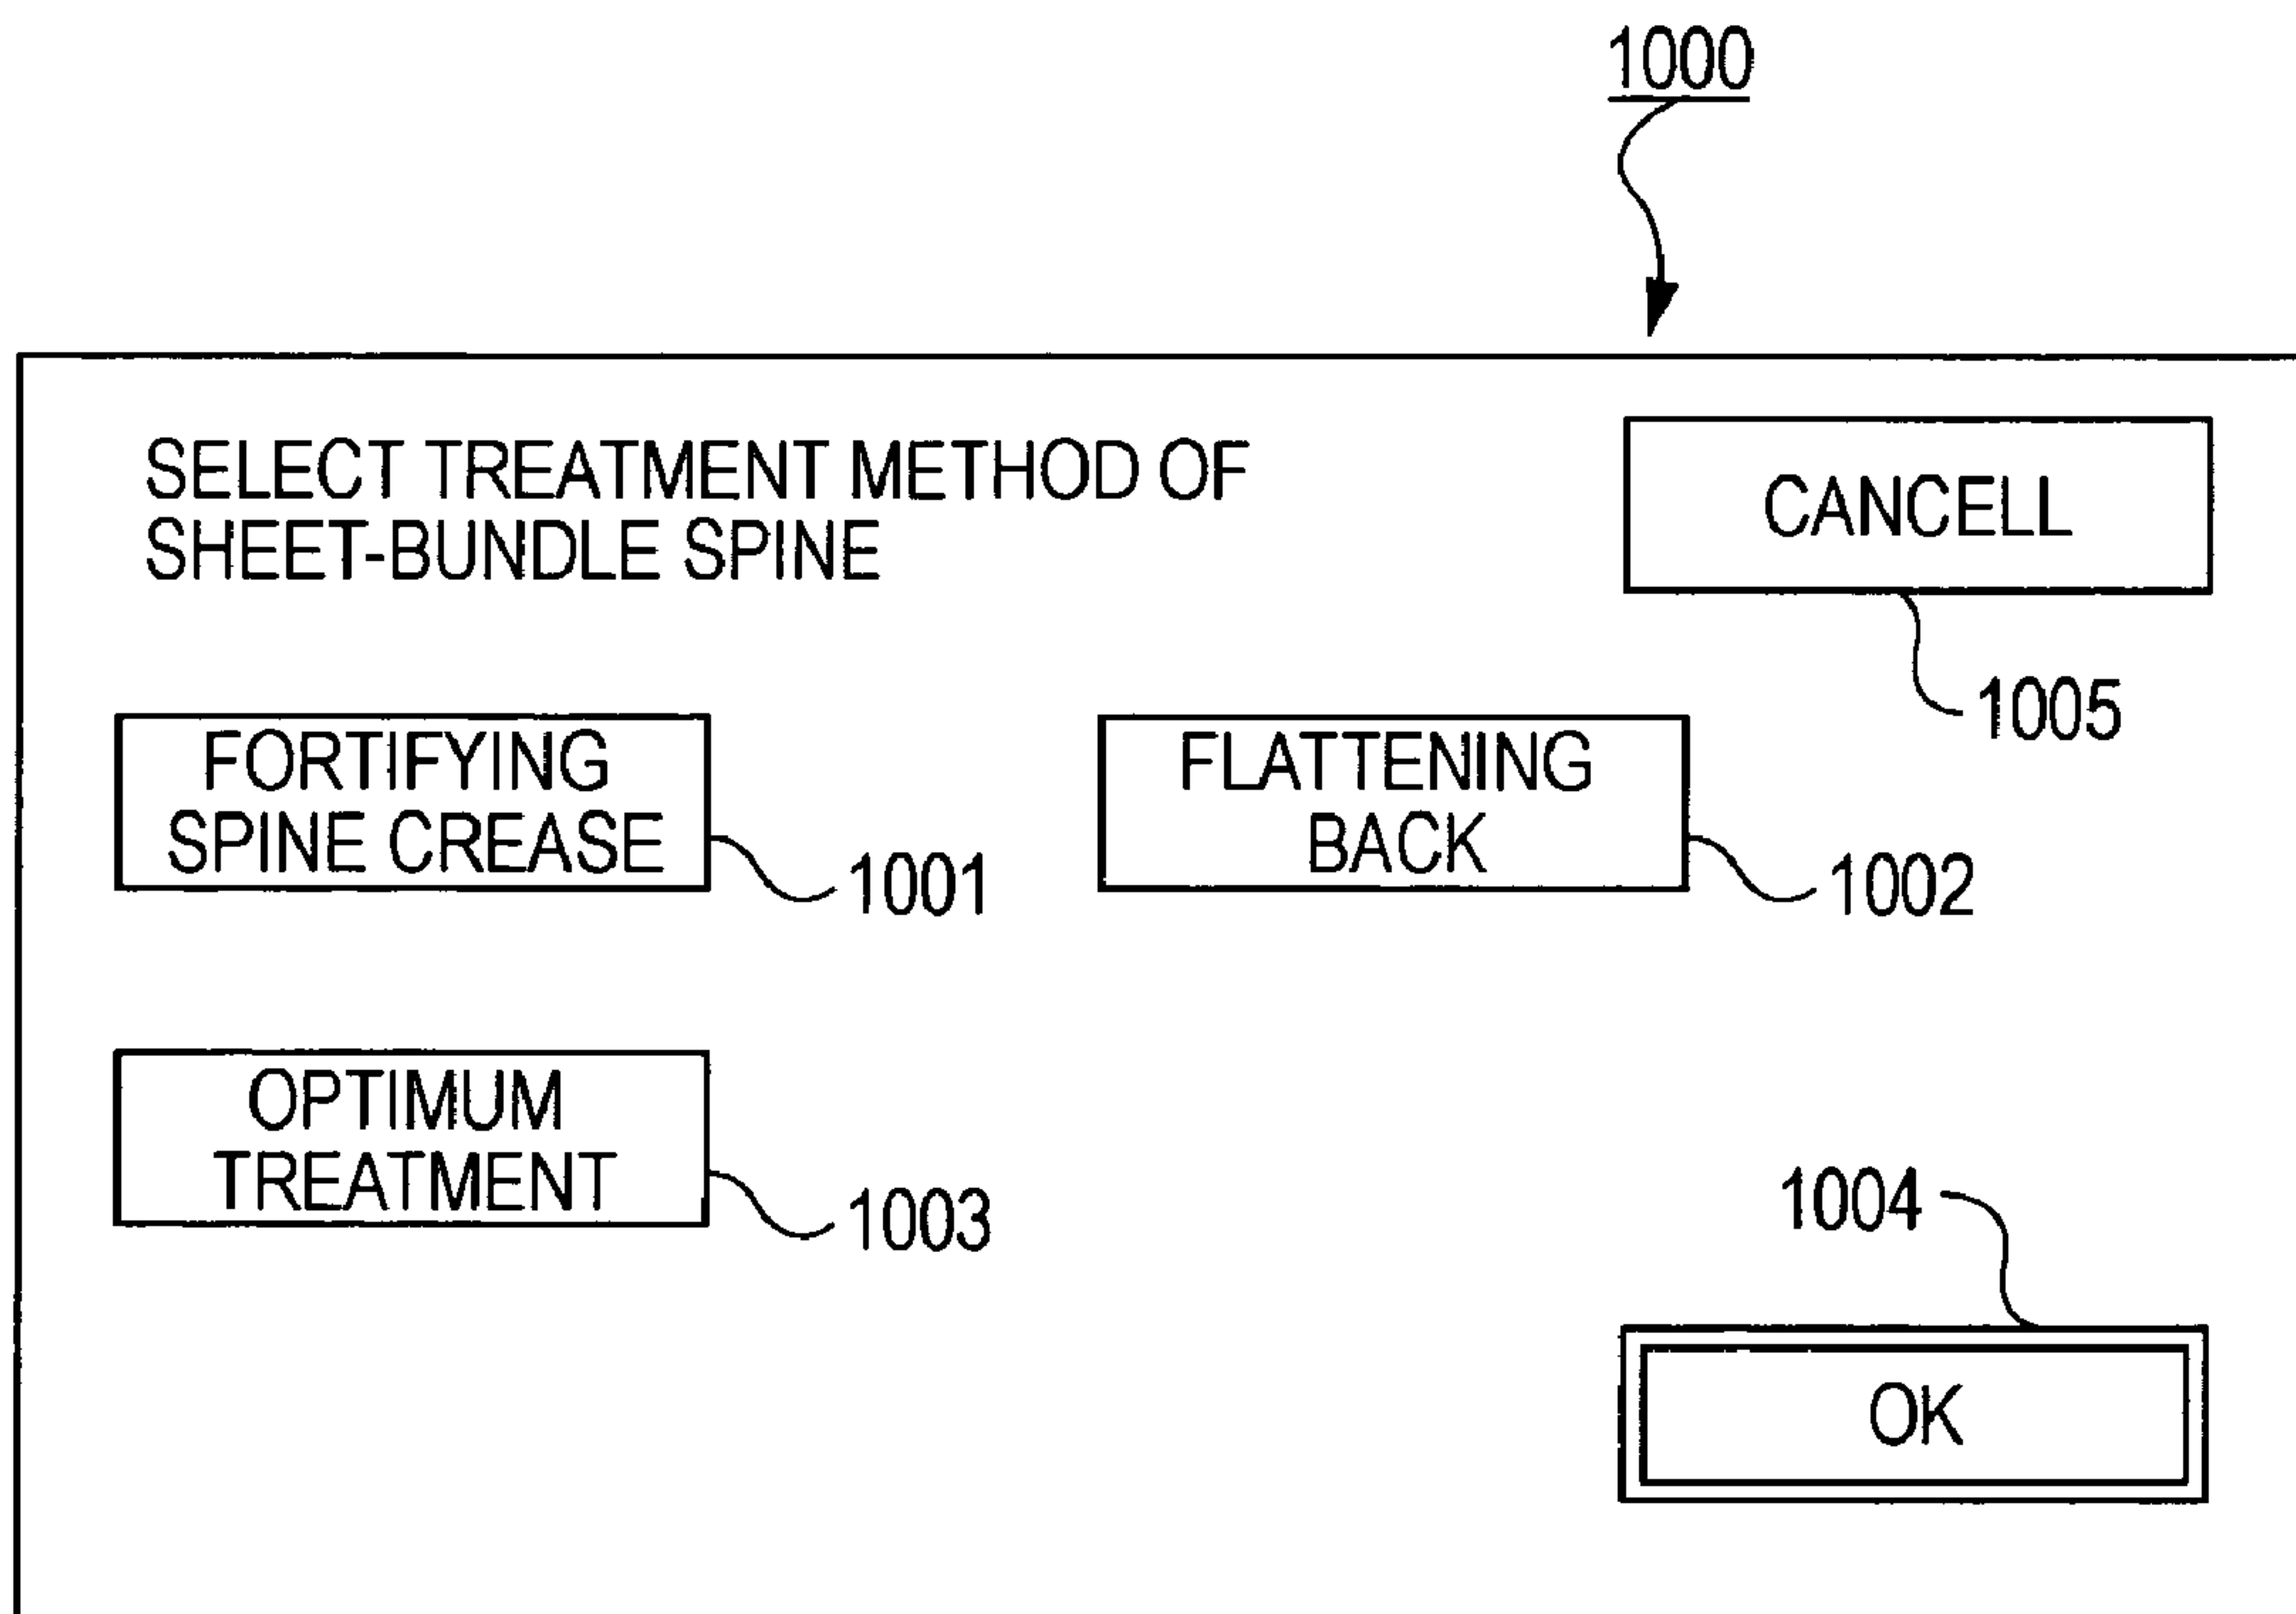 1000
SELECT TREATMENT METHOD OF
SHEET-BUNDLE SPINE
CANCELL
1005
FORTIFYING
SPINE CREASE
1001
FLATTENING
BACK
1002
OPTIMUM
TREATMENT
1003
1004
OK